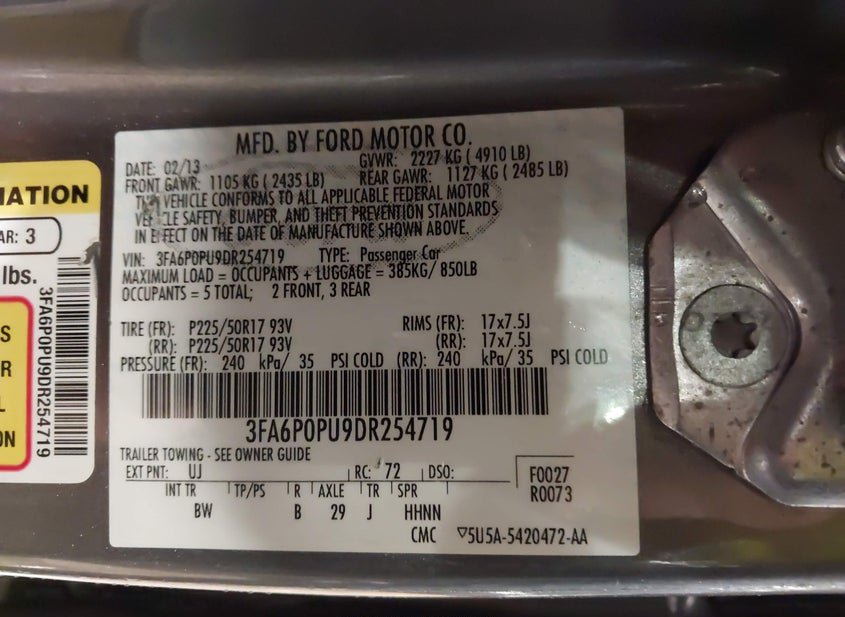 MFD. BY FORD MOTOR CO.
DATE: 02/13 GVWR: 2227 KG ( 4910 LB)
FRONT GAWR: 1105 KG ( 2435 LB) REAR GAWR: 1127 KG ( 2485 LB)
THIS VEHICLE CONFORMS TO ALL APPLICABLE FEDERAL MOTOR
VEHICLE SAFETY, BUMPER, AND THEFT PREVENTION STANDARDS
IN EFFECT ON THE DATE OF MANUFACTURE SHOWN ABOVE.
VIN: 3FA6P0PU9DR254719 TYPE: Passenger Car
MAXIMUM LOAD = OCCUPANTS + LUGGAGE = 385KG/ 850LB
OCCUPANTS = 5 TOTAL; 2 FRONT, 3 REAR
TIRE (FR): P225/50R17 93V RIMS (FR): 17x7.5J
(RR): P225/50R17 93V (RR): 17x7.5J
PRESSURE (FR): 240 kPa/ 35 PSI COLD (RR): 240 kPa/ 35 PSI COLD
3FA6P0PU9DR254719
TRAILER TOWING - SEE OWNER GUIDE
EXT PNT: UJ RC: 72 DSO:
F0027
R0073
INT TR TP/PS R AXLE TR SPR
BW B 29 J HHNN
CMC ▽5U5A-5420472-AA
MATION
AR: 3
lbs.
3FA6P0PU9DR254719
S
R
L
ON